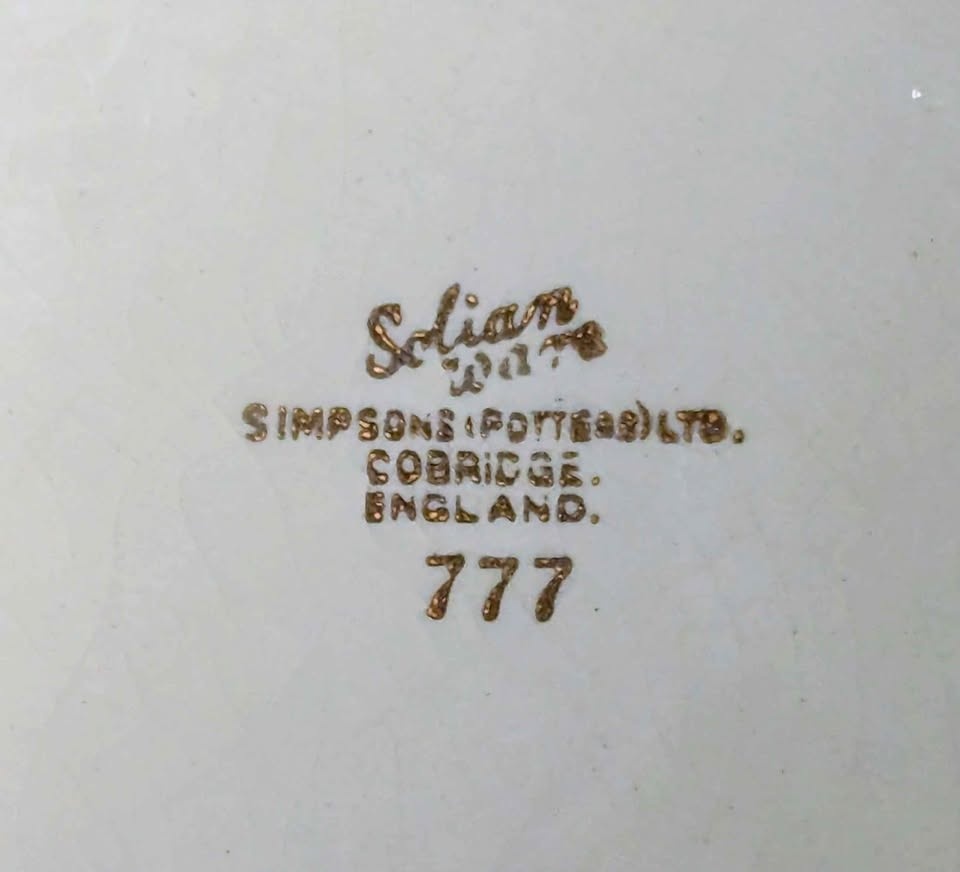 Solian
Ware
SIMPSONS (POTTERS) LTD.
COBRIDGE.
ENGLAND.
777